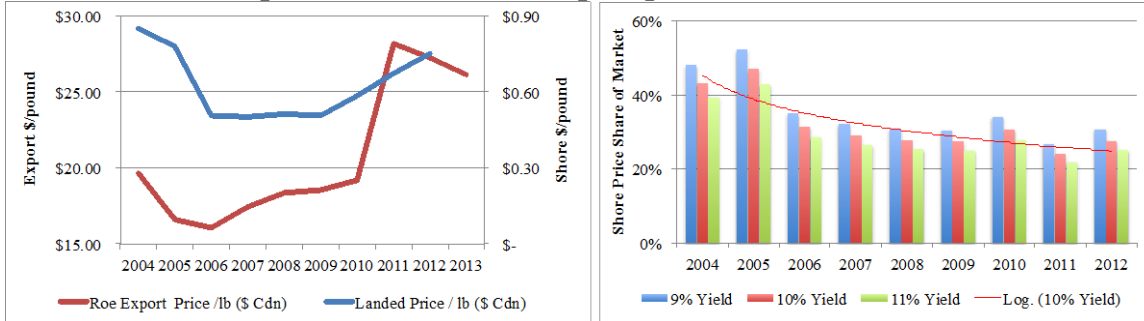 $30.00
$25.00
$20.00
$15.00
Export $/pound
$0.90
$0.60
$0.30
$-
Shore $/pound
2004 2005 2006 2007 2008 2009 2010 2011 2012 2013
Roe Export Price /lb ($ Cdn) Landed Price / lb ($ Cdn)
60%
40%
20%
0%
Shore Price Share of Market
2004 2005 2006 2007 2008 2009 2010 2011 2012
9% Yield 10% Yield 11% Yield Log. (10% Yield)